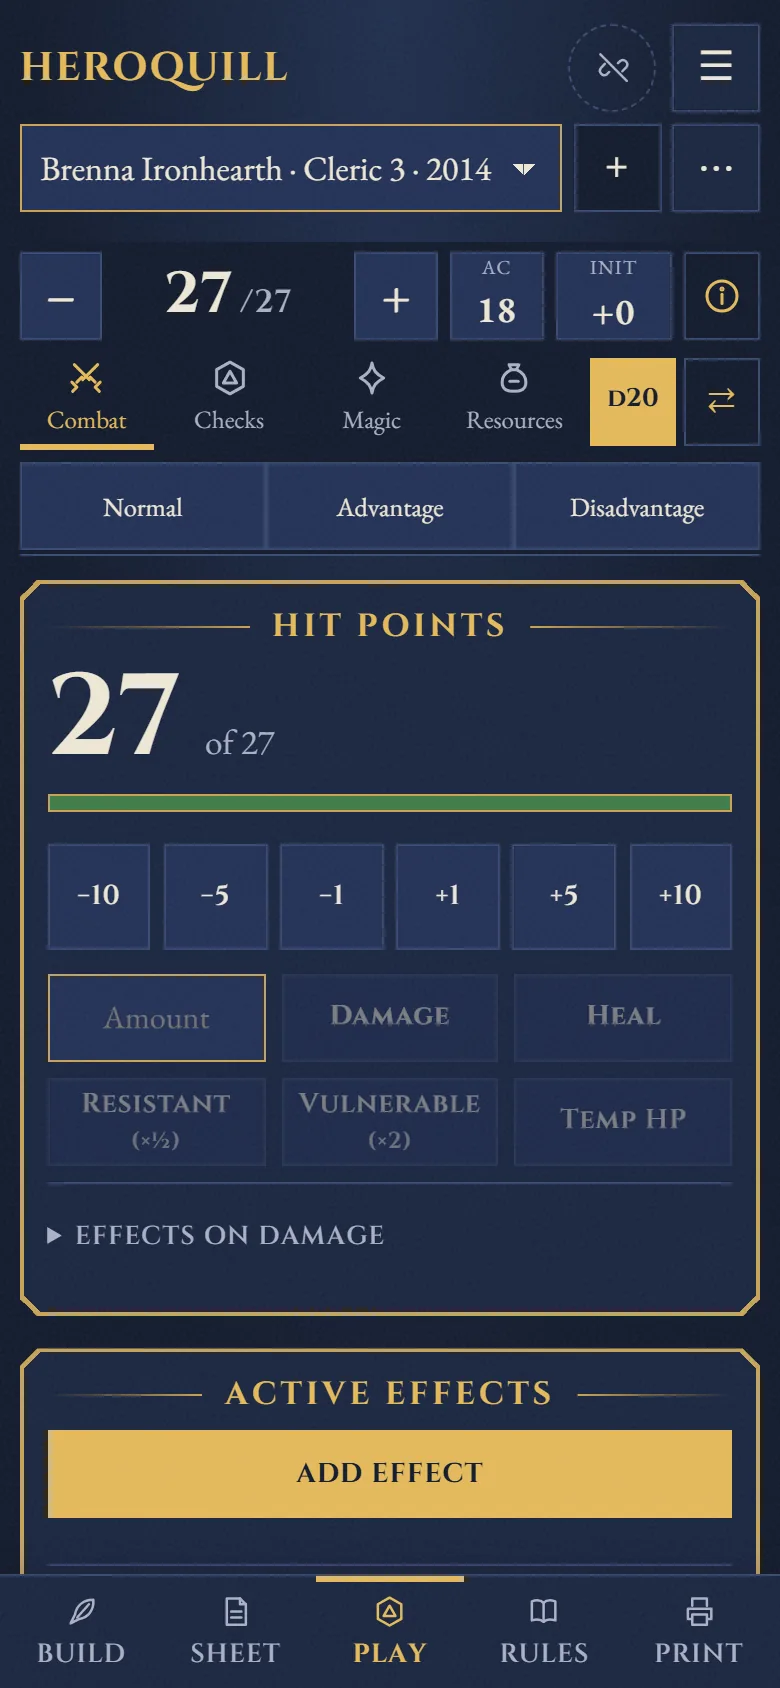 HEROQUILL
Brenna Ironhearth · Cleric 3 · 2014
+
...
−
27 /27
+
AC
18
INIT
+0
Combat
Checks
Magic
Resources
D20
Normal
Advantage
Disadvantage
HIT POINTS
27 of 27
−10
−5
−1
+1
+5
+10
Amount
DAMAGE
HEAL
RESISTANT
(×½)
VULNERABLE
(×2)
TEMP HP
EFFECTS ON DAMAGE
ACTIVE EFFECTS
ADD EFFECT
BUILD
SHEET
PLAY
RULES
PRINT